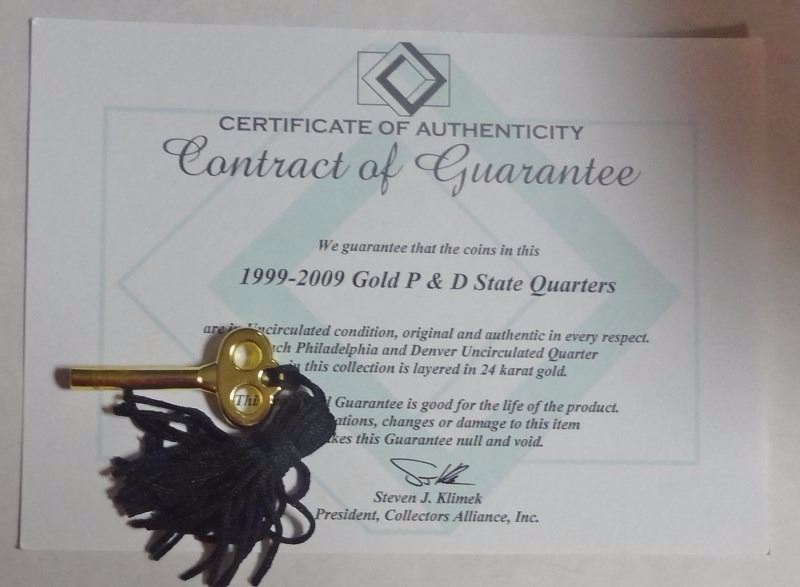 CERTIFICATE OF AUTHENTICITY
Contract of Guarantee
We guarantee that the coins in this
1999-2009 Gold P & D State Quarters
are in Uncirculated condition, original and authentic in every respect.
Philadelphia and Denver Uncirculated Quarter
in this collection is layered in 24 karat gold.
Guarantee is good for the life of the product.
changes or damage to this item
this Guarantee null and void.
Steven J. Klimek
President, Collectors Alliance, Inc.